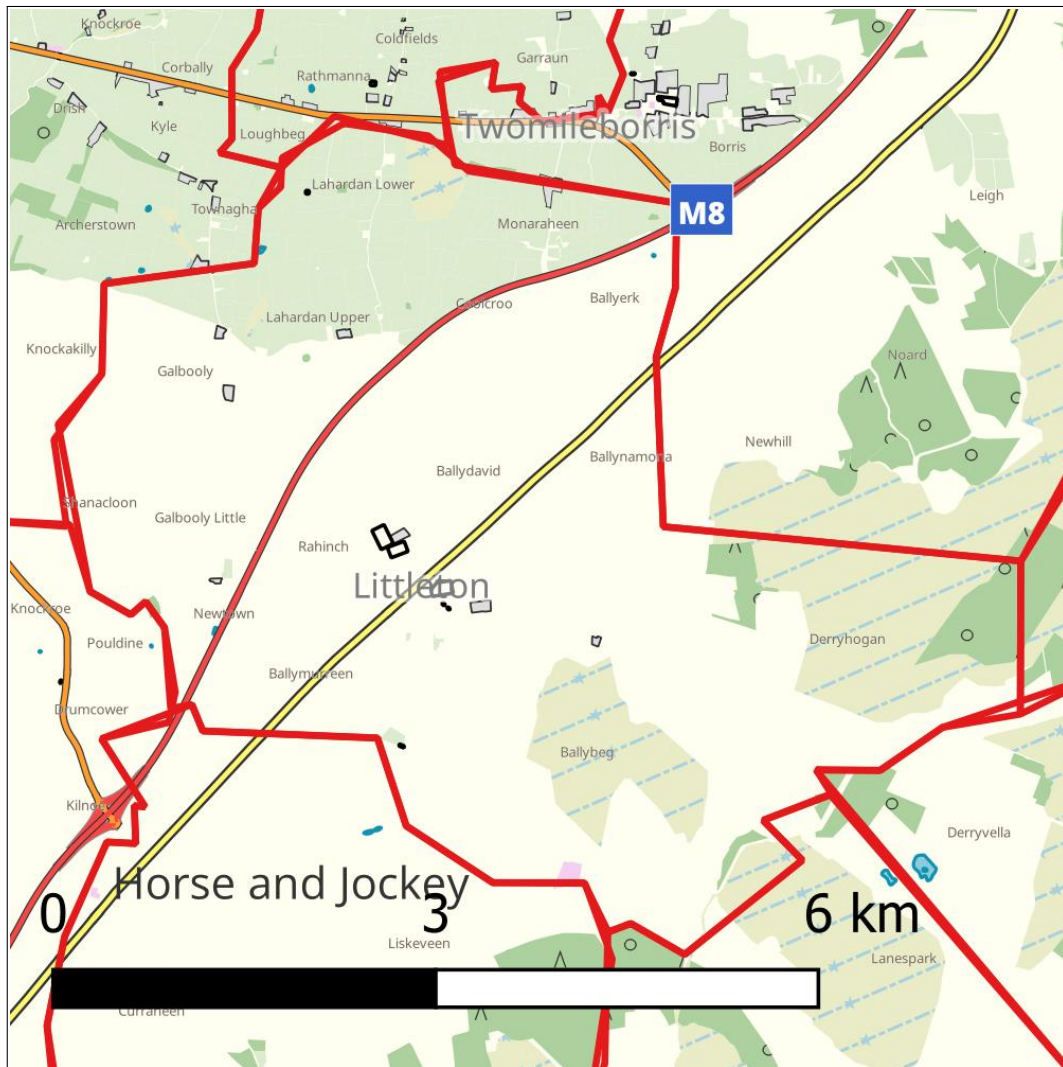 Knockroe
Coldfields
Garraun
Corbally
Rathmanna
Drish
Kyle
Loughbeg
Twomileborris
Borris
Lahardan Lower
Leigh
Townagha
M8
Archerstown
Monaraheen
Ballyerk
Coolcroo
Lahardan Upper
Knockakilly
Galbooly
Noard
Newhill
Ballydavid
Ballynamona
Shanacloon
Galbooly Little
Rahinch
Littleton
Knockroe
Newtown
Pouldine
Derryhogan
Ballymurreen
Drumcower
Ballybeg
Kilnoe
Derryvella
Horse and Jockey
0 3 6 km
Liskeveen
Lanespark
Curraheen